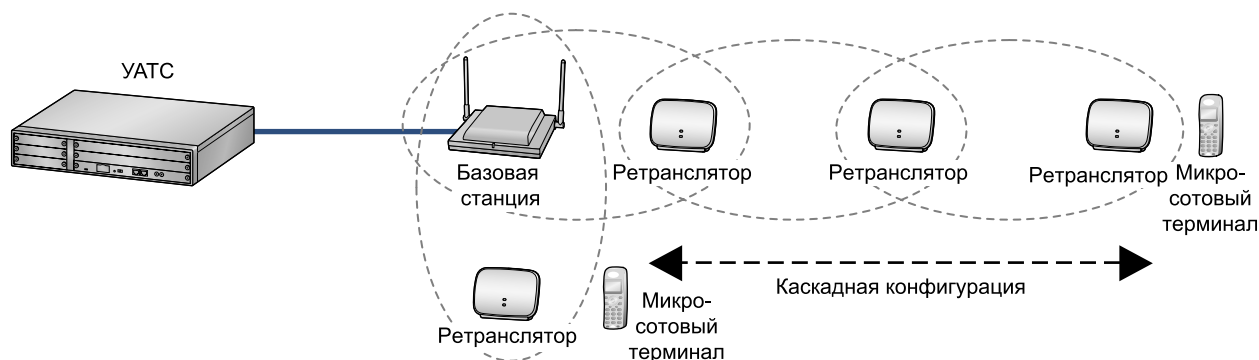 УАТС
Базовая
станция
Ретранслятор
Ретранслятор
Ретранслятор
Микро-
сотовый
терминал
Каскадная конфигурация
Ретранслятор
Микро-
сотовый
терминал